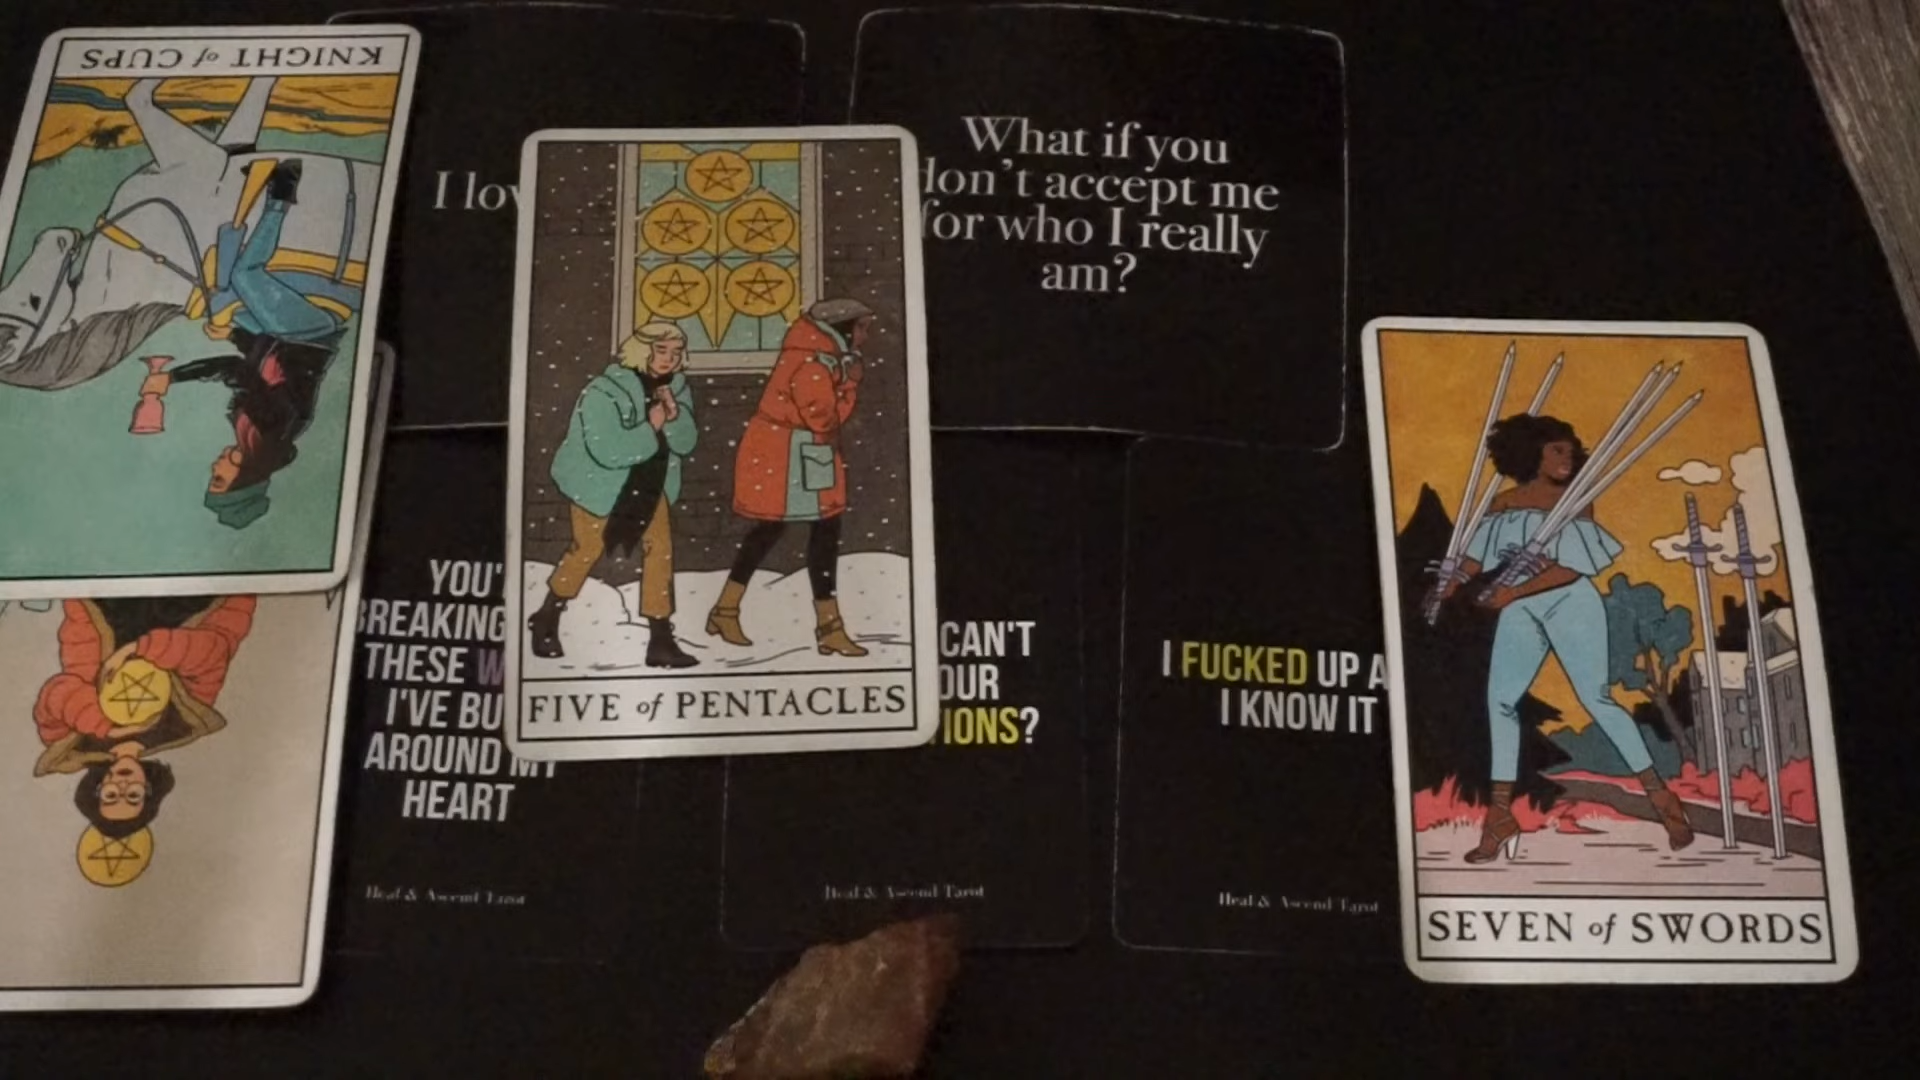 KNIGHT of CUPS
I lov
What if you
don't accept me
for who I really
am?
FIVE of PENTACLES
YOU'
BREAKING
THESE W
I'VE BU
AROUND MY
HEART
Heal & Ascend Tarot
CAN'T
OUR
TIONS?
Heal & Ascend Tarot
I FUCKED UP A
I KNOW IT
Heal & Ascend Tarot
SEVEN of SWORDS